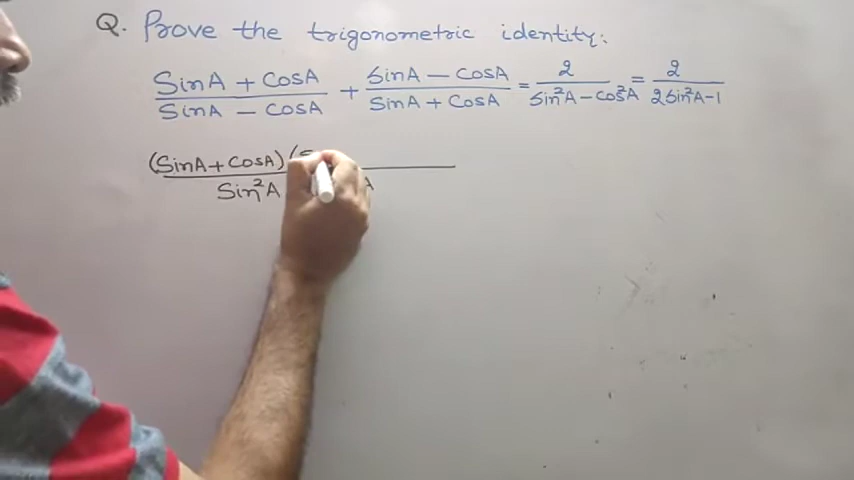 Q. Prove the trigonometric identity:
SinA + CosA / SinA - CosA + SinA - CosA / SinA + CosA = 2 / Sin²A - Cos²A = 2 / 2Sin²A-1
(SinA + CosA) (S
Sin²A A